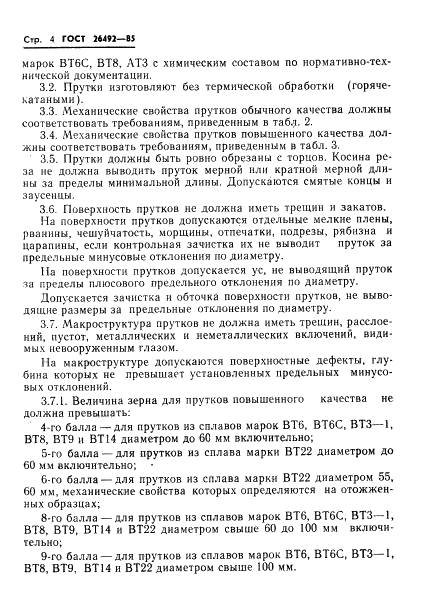 Стр. 4 ГОСТ 26492—85
марок ВТ6С, ВТ8, АТ3 с химическим составом по нормативно-тех-
нической документации.
3.2. Прутки изготовляют без термической обработки (горяче-
катаными).
3.3. Механические свойства прутков обычного качества должны
соответствовать требованиям, приведенным в табл. 2.
3.4. Механические свойства прутков повышенного качества дол-
жны соответствовать требованиям, приведенным в табл. 3.
3.5. Прутки должны быть ровно обрезаны с торцов. Косина ре-
за не должна выводить пруток мерной или кратной мерной дли-
ны за пределы минимальной длины. Допускаются смятые концы и
заусенцы.
3.6. Поверхность прутков не должна иметь трещин и закатов.
На поверхности прутков допускаются отдельные мелкие плены,
рванины, чешуйчатость, морщины, отпечатки, подрезы, рябизна и
царапины, если контрольная зачистка их не выводит пруток за
предельные минусовые отклонения по диаметру.
На поверхности прутков допускается ус, не выводящий пруток
за пределы плюсового предельного отклонения по диаметру.
Допускается зачистка и обточка поверхности прутков, не выво-
дящие размеры за предельные отклонения по диаметру.
3.7. Макроструктура прутков не должна иметь трещин, расслое-
ний, пустот, металлических и неметаллических включений, види-
мых невооруженным глазом.
На макроструктуре допускаются поверхностные дефекты, глу-
бина которых не превышает установленных предельных минусо-
вых отклонений.
3.7.1. Величина зерна для прутков повышенного качества не
должна превышать:
4-го балла — для прутков из сплавов марок ВТ6, ВТ6С, ВТ3—1,
ВТ8, ВТ9 и ВТ14 диаметром до 60 мм включительно;
5-го балла — для прутков из сплава марки ВТ22 диаметром до
60 мм включительно;
6-го балла — для прутков из сплава марки ВТ22 диаметром 55,
60 мм, механические свойства которых определяются на отожжен-
ных образцах;
8-го балла — для прутков из сплавов марок ВТ6, ВТ6С, ВТ3—1,
ВТ8, ВТ9, ВТ14 и ВТ22 диаметром свыше 60 до 100 мм включи-
тельно;
9-го балла — для прутков из сплавов марок ВТ6, ВТ6С, ВТ3—1,
ВТ8, ВТ9, ВТ14 и ВТ22 диаметром свыше 100 мм.